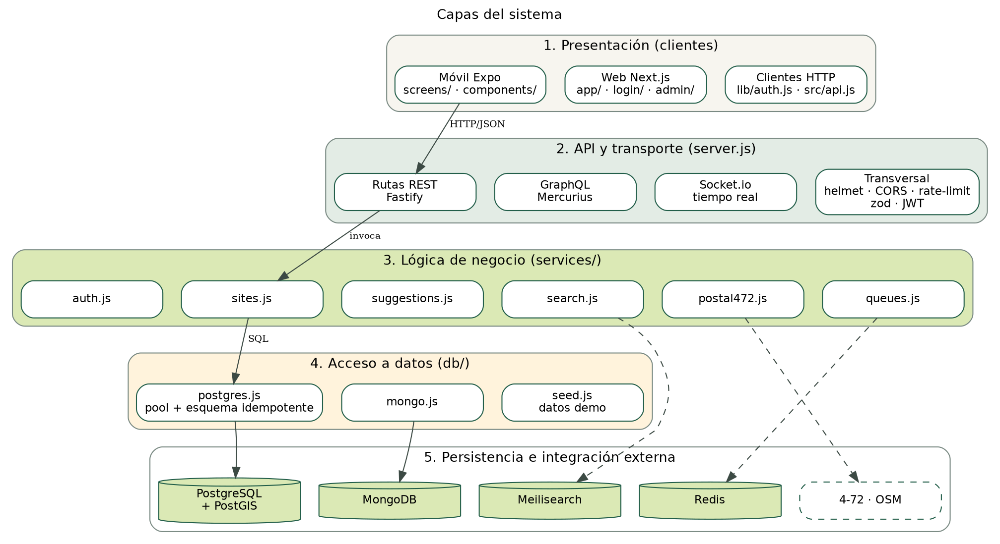 Capas del sistema
1. Presentación (clientes)
Móvil Expo
screens/ · components/
Web Next.js
app/ · login/ · admin/
Clientes HTTP
lib/auth.js · src/api.js
HTTP/JSON
2. API y transporte (server.js)
Rutas REST
Fastify
GraphQL
Mercurius
Socket.io
tiempo real
Transversal
helmet · CORS · rate-limit
zod · JWT
invoca
3. Lógica de negocio (services/)
auth.js
sites.js
suggestions.js
search.js
postal472.js
queues.js
SQL
4. Acceso a datos (db/)
postgres.js
pool + esquema idempotente
mongo.js
seed.js
datos demo
5. Persistencia e integración externa
PostgreSQL
+ PostGIS
MongoDB
Meilisearch
Redis
4-72 · OSM